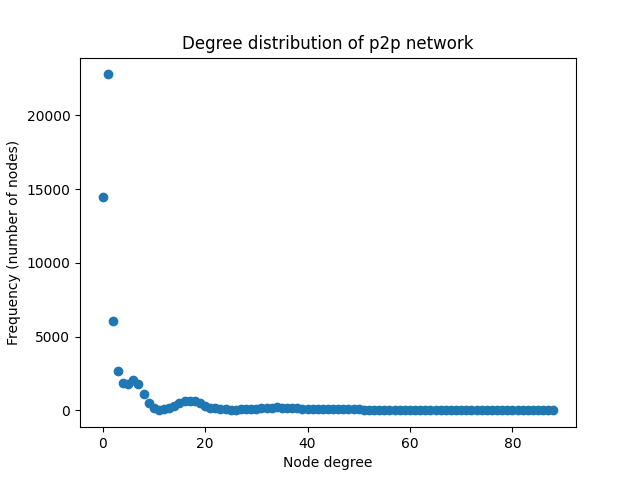 Degree distribution of p2p network
Frequency (number of nodes)
20000
15000
10000
5000
0
0 20 40 60 80
Node degree